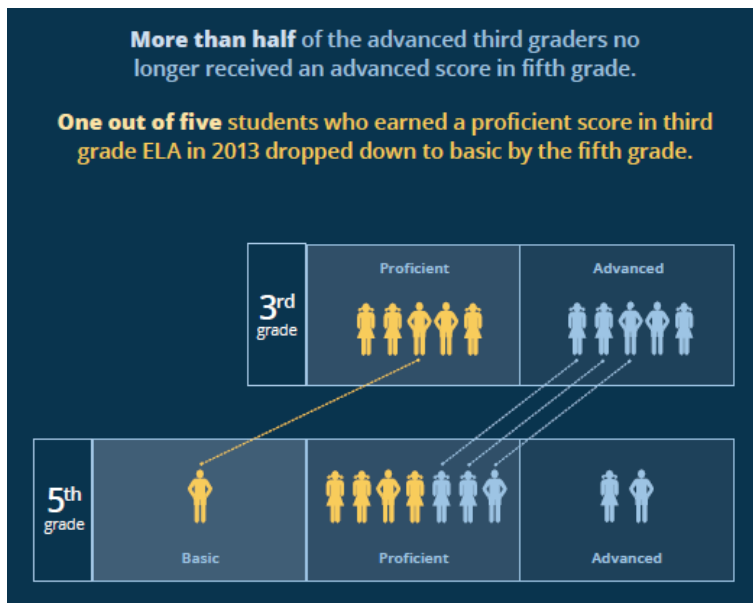 More than half of the advanced third graders no
longer received an advanced score in fifth grade.
One out of five students who earned a proficient score in third
grade ELA in 2013 dropped down to basic by the fifth grade.
Proficient
Advanced
3rd
grade
5th
grade
Basic
Proficient
Advanced